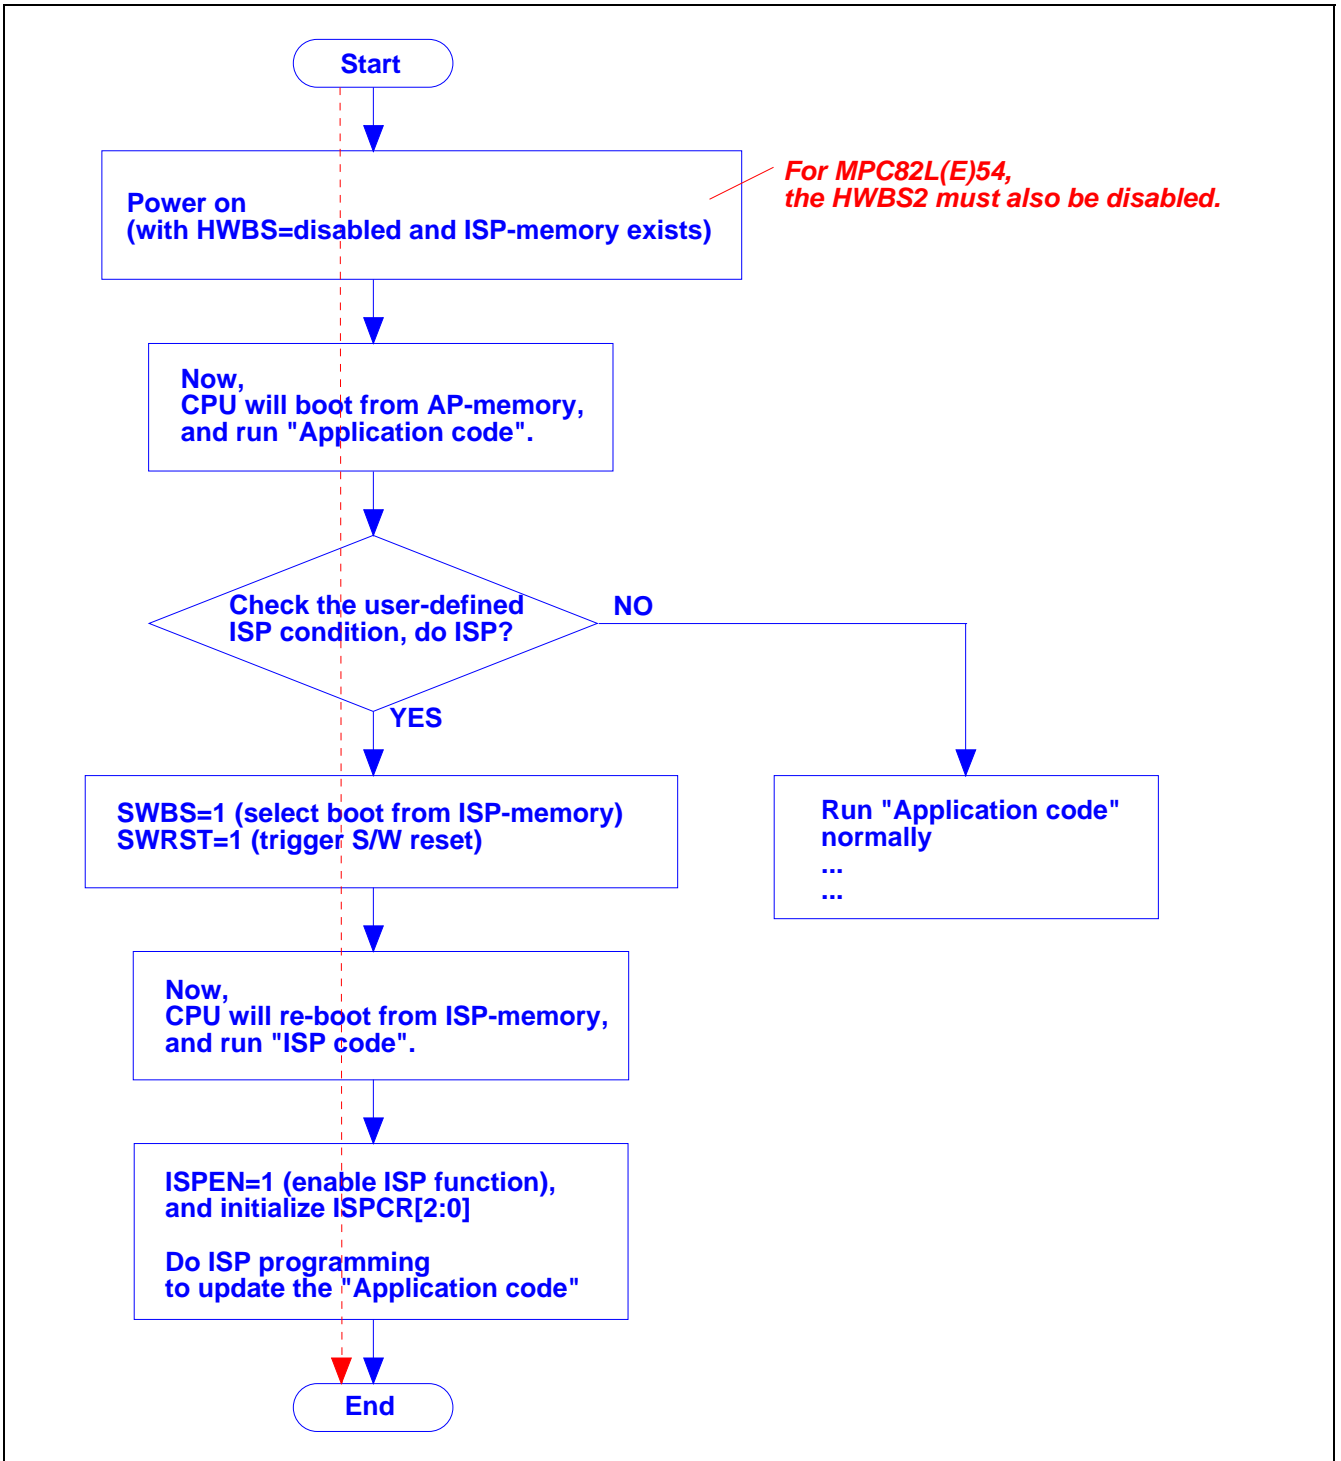 Start
Power on
(with HWBS=disabled and ISP-memory exists)
For MPC82L(E)54,
the HWBS2 must also be disabled.
Now,
CPU will boot from AP-memory,
and run "Application code".
Check the user-defined
ISP condition, do ISP?
NO
YES
SWBS=1 (select boot from ISP-memory)
SWRST=1 (trigger S/W reset)
Run "Application code"
normally
...
...
Now,
CPU will re-boot from ISP-memory,
and run "ISP code".
ISPEN=1 (enable ISP function),
and initialize ISPCR[2:0]
Do ISP programming
to update the "Application code"
End